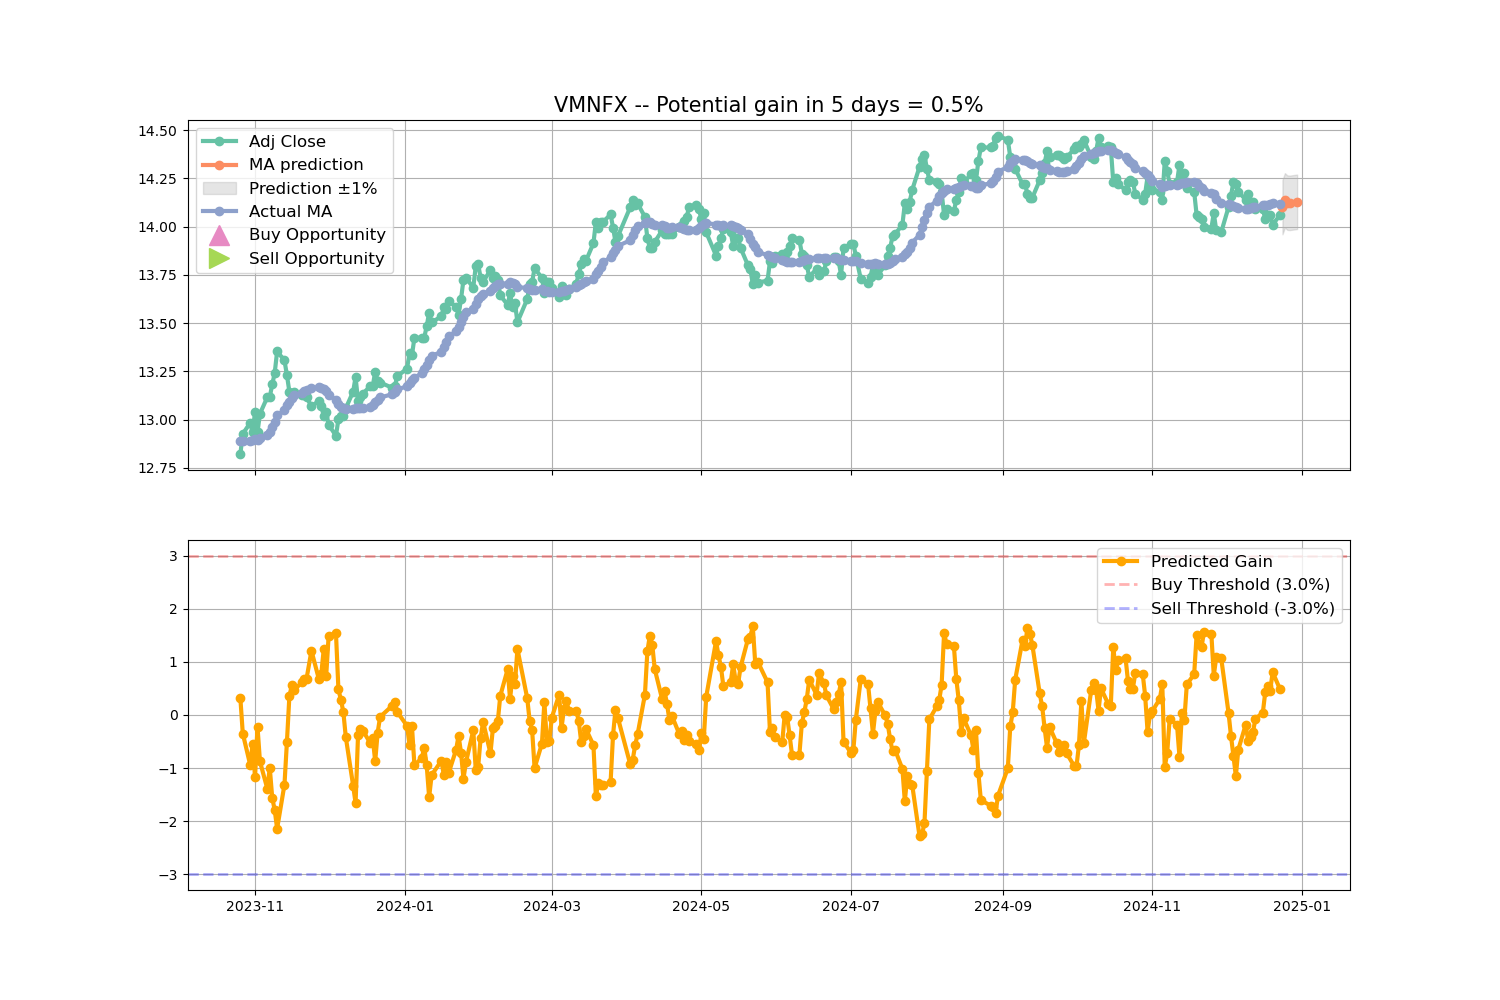 VMNFX -- Potential gain in 5 days = 0.5%
14.50
14.25
14.00
13.75
13.50
13.25
13.00
12.75
Adj Close
MA prediction
Prediction ±1%
Actual MA
Buy Opportunity
Sell Opportunity
3
2
1
0
−1
−2
−3
Predicted Gain
Buy Threshold (3.0%)
Sell Threshold (-3.0%)
2023-11
2024-01
2024-03
2024-05
2024-07
2024-09
2024-11
2025-01